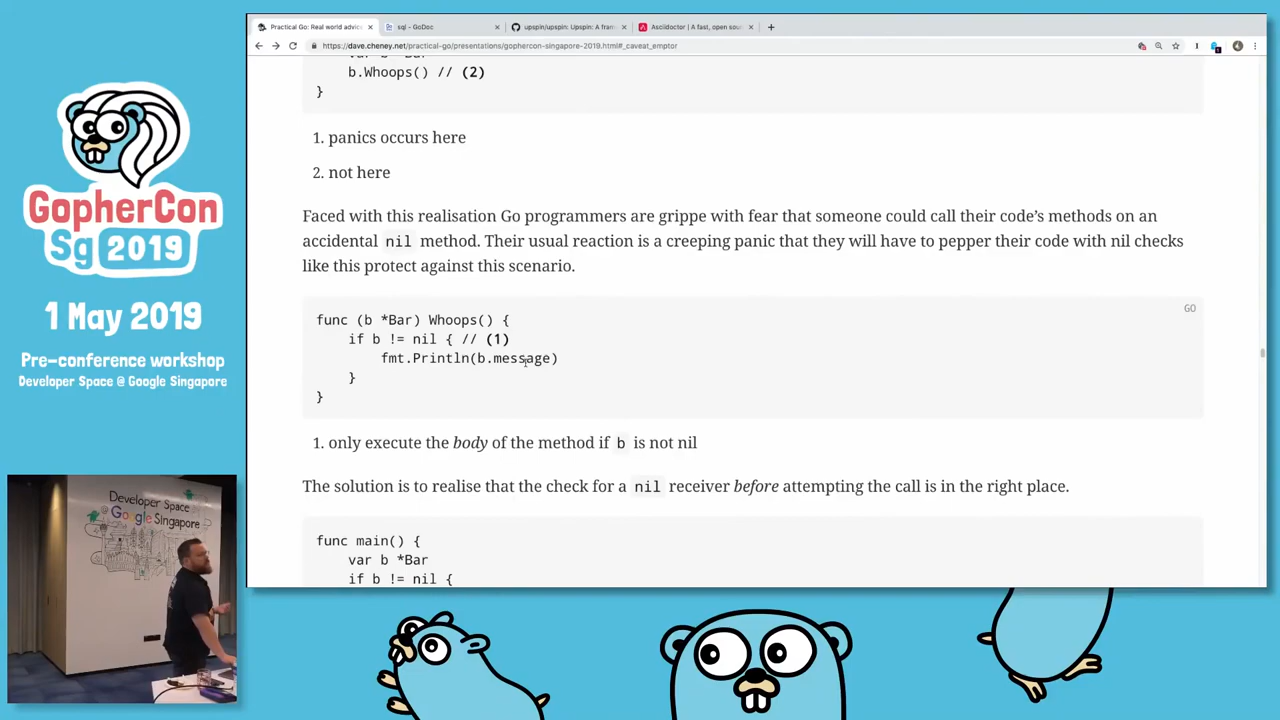 Practical Go: Real world advic
sql - GoDoc
upspin/upspin: Upspin: A fram
Asciidoctor | A fast, open sou
https://dave.cheney.net/practical-go/presentations/gophercon-singapore-2019.html#_caveat_emptor
b.Whoops() // (2)
}
1. panics occurs here
2. not here
Faced with this realisation Go programmers are grippe with fear that someone could call their code's methods on an
accidental nil method. Their usual reaction is a creeping panic that they will have to pepper their code with nil checks
like this protect against this scenario.
GO
func (b *Bar) Whoops() {
if b != nil { // (1)
fmt.Println(b.message)
}
}
1. only execute the body of the method if b is not nil
The solution is to realise that the check for a nil receiver before attempting the call is in the right place.
func main() {
var b *Bar
if b != nil {
GopherCon
Sg 2019
1 May 2019
Pre-conference workshop
Developer Space @ Google Singapore
Developer Space
@ Google Singapore